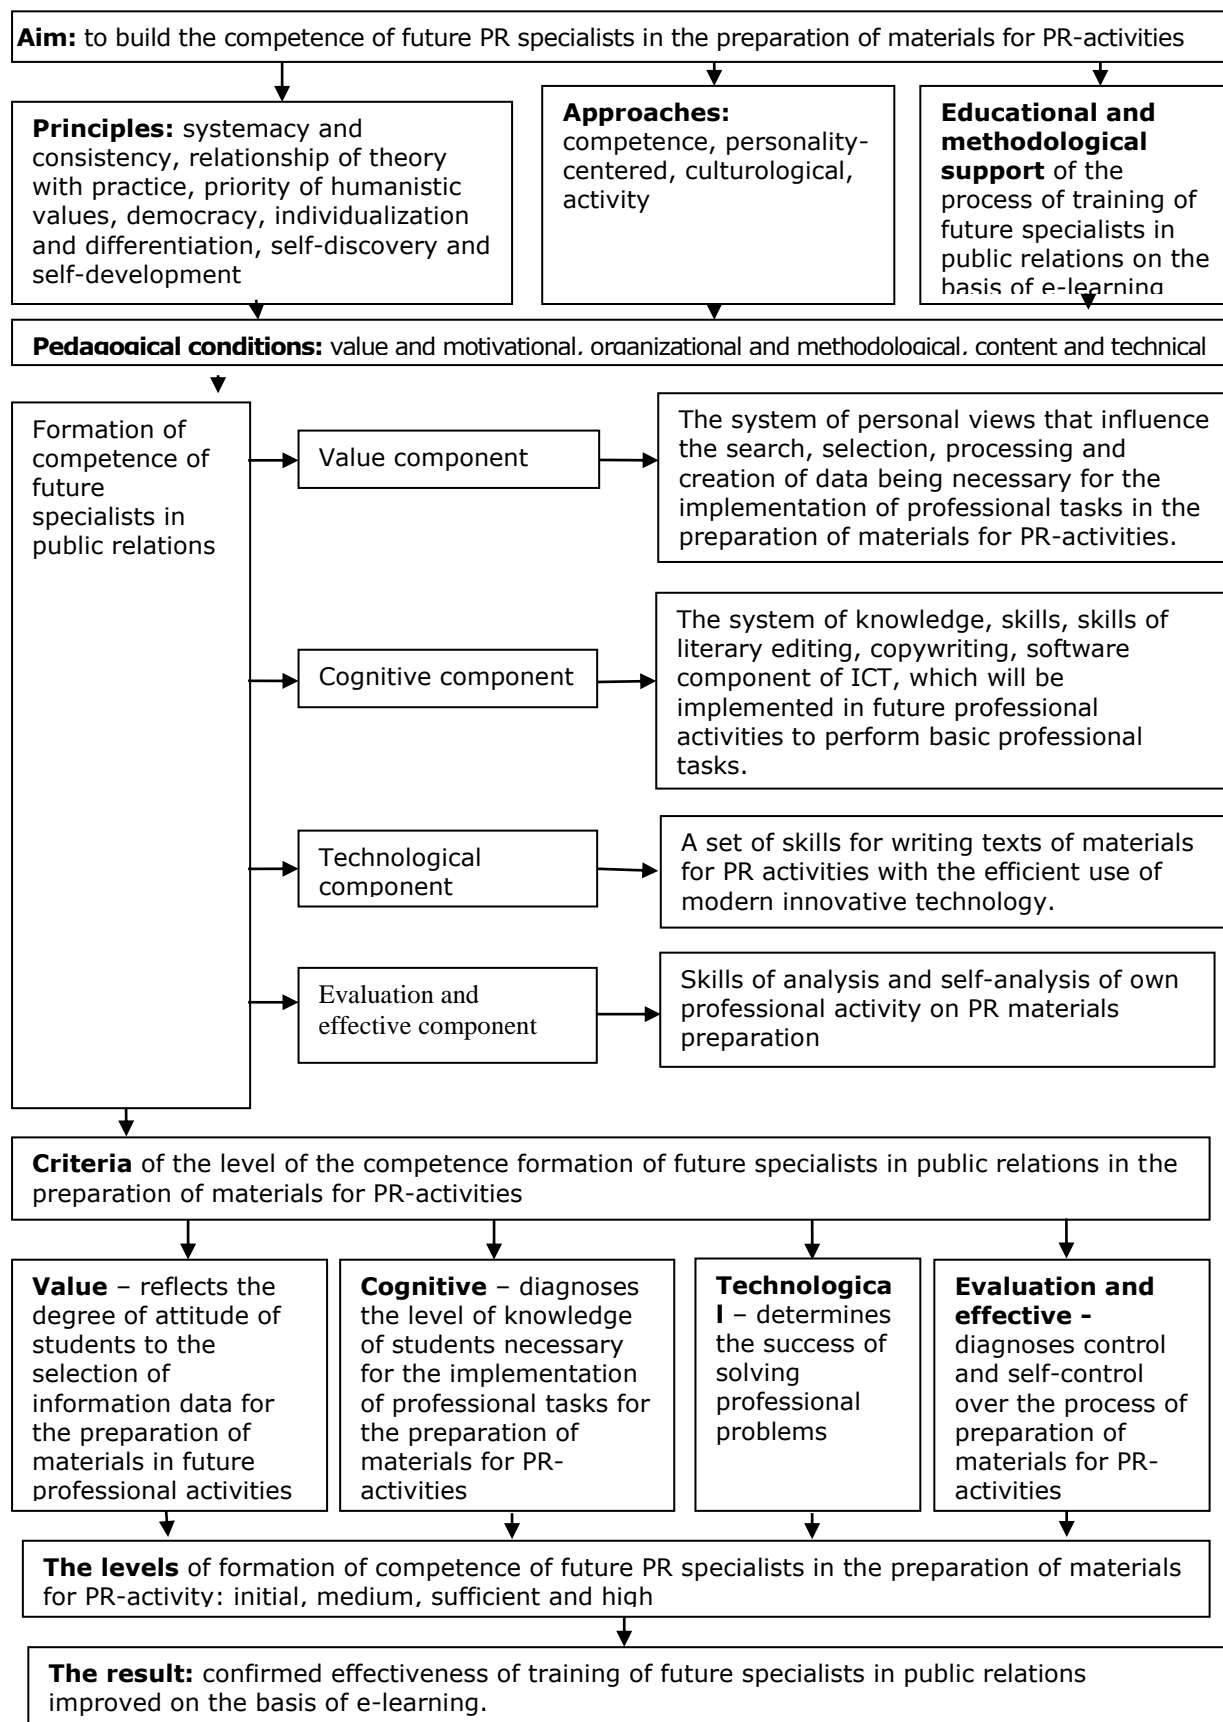 Aim: to build the competence of future PR specialists in the preparation of materials for PR-activities
Principles: systemacy and
consistency, relationship of theory
with practice, priority of humanistic
values, democracy, individualization
and differentiation, self-discovery and
self-development
Approaches:
competence, personality-
centered, culturological,
activity
Educational and
methodological
support of the
process of training of
future specialists in
public relations on the
basis of e-learning
Pedagogical conditions: value and motivational, organizational and methodological, content and technical
Formation of
competence of
future
specialists in
public relations
Value component
The system of personal views that influence
the search, selection, processing and
creation of data being necessary for the
implementation of professional tasks in the
preparation of materials for PR-activities.
Cognitive component
The system of knowledge, skills, skills of
literary editing, copywriting, software
component of ICT, which will be
implemented in future professional
activities to perform basic professional
tasks.
Technological
component
A set of skills for writing texts of materials
for PR activities with the efficient use of
modern innovative technology.
Evaluation and
effective component
Skills of analysis and self-analysis of own
professional activity on PR materials
preparation
Criteria of the level of the competence formation of future specialists in public relations in the
preparation of materials for PR-activities
Value – reflects the
degree of attitude of
students to the
selection of
information data for
the preparation of
materials in future
professional activities
Cognitive – diagnoses
the level of knowledge
of students necessary
for the implementation
of professional tasks for
the preparation of
materials for PR-
activities
Technologica
l – determines
the success of
solving
professional
problems
Evaluation and
effective –
diagnoses control
and self-control
over the process of
preparation of
materials for PR-
activities
The levels of formation of competence of future PR specialists in the preparation of materials
for PR-activity: initial, medium, sufficient and high
The result: confirmed effectiveness of training of future specialists in public relations
improved on the basis of e-learning.